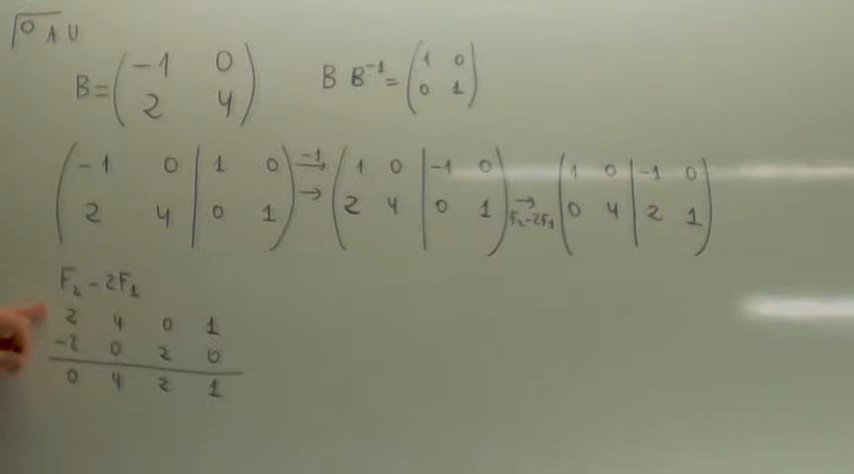 B = ( -1 0 / 2 4 ) B B⁻¹ = ( 1 0 / 0 1 )
( -1 0 | 1 0 / 2 4 | 0 1 ) -1→ → ( 1 0 | -1 0 / 2 4 | 0 1 ) → F₂-2F₁ ( 1 0 | -1 0 / 0 4 | 2 1 )
F₂ - 2F₁
2 4 0 1
-2 0 2 0
0 4 2 1